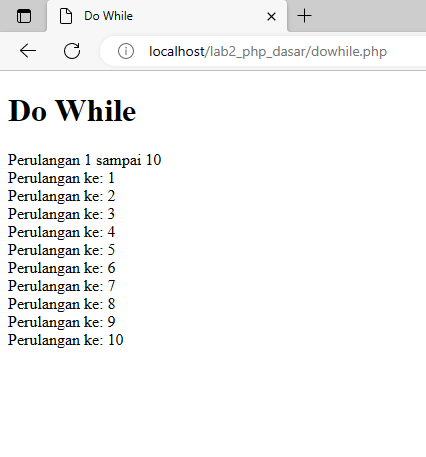 Do While
localhost/lab2_php_dasar/dowhile.php
Do While
Perulangan 1 sampai 10
Perulangan ke: 1
Perulangan ke: 2
Perulangan ke: 3
Perulangan ke: 4
Perulangan ke: 5
Perulangan ke: 6
Perulangan ke: 7
Perulangan ke: 8
Perulangan ke: 9
Perulangan ke: 10